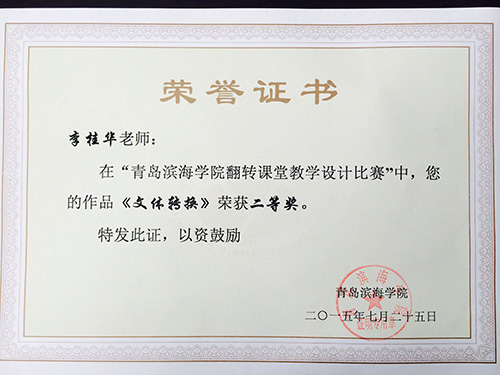 荣誉证书
李桂华老师：
在“青岛滨海学院翻转课堂教学设计比赛”中，您
的作品《文体转换》荣获二等奖。
特发此证，以资鼓励
青岛滨海学院
二〇一五年七月二十五日